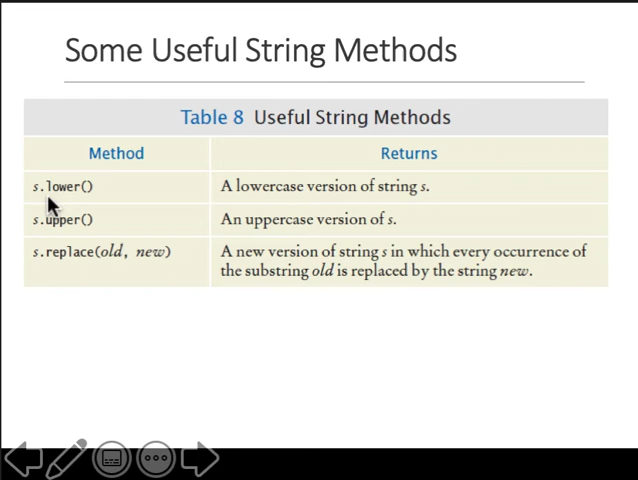 Some Useful String Methods
Table 8 Useful String Methods
Method Returns
s.lower() A lowercase version of string s.
s.upper() An uppercase version of s.
s.replace(old, new) A new version of string s in which every occurrence of
the substring old is replaced by the string new.